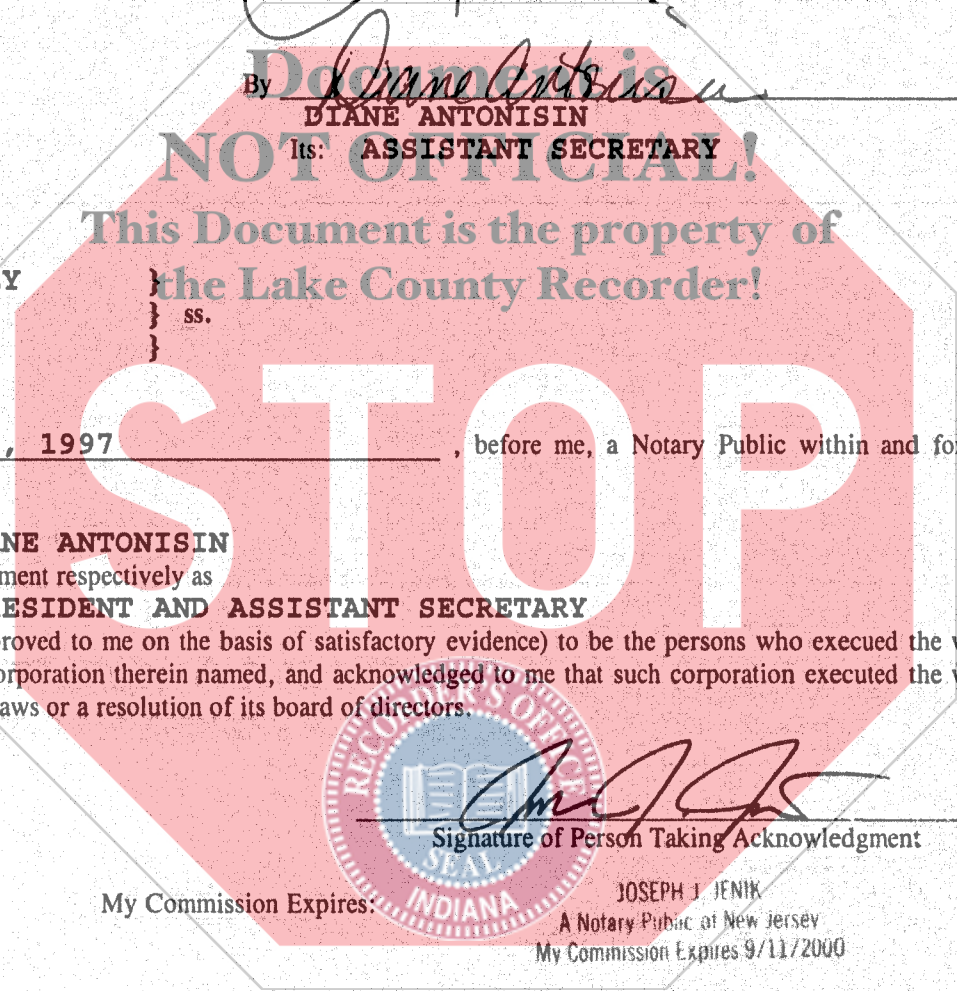 Document is
By Diane Antonisin
DIANE ANTONISIN
NOT OFFICIAL!
Its: ASSISTANT SECRETARY
This Document is the property of
the Lake County Recorder!
Y }
} ss.
}
STOP
, 1997 , before me, a Notary Public within and fo
NE ANTONISIN
ment respectively as
RESIDENT AND ASSISTANT SECRETARY
roved to me on the basis of satisfactory evidence) to be the persons who execued the
orporation therein named, and acknowledged to me that such corporation executed the
aws or a resolution of its board of directors.
RECORDER'S OFFICE
SEAL
INDIANA
Signature of Person Taking Acknowledgment
My Commission Expires:
JOSEPH J JENIK
A Notary Public of New Jersey
My Commission Expires 9/11/2000